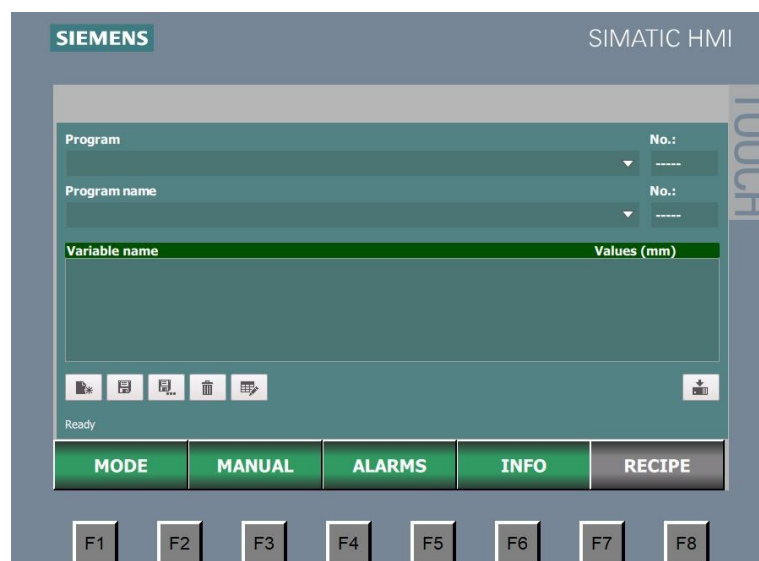 SIEMENS
SIMATIC HMI
TOUCH
Program
No.:
-----
Program name
No.:
-----
Variable name Values (mm)
Ready
MODE MANUAL ALARMS INFO RECIPE
F1 F2 F3 F4 F5 F6 F7 F8